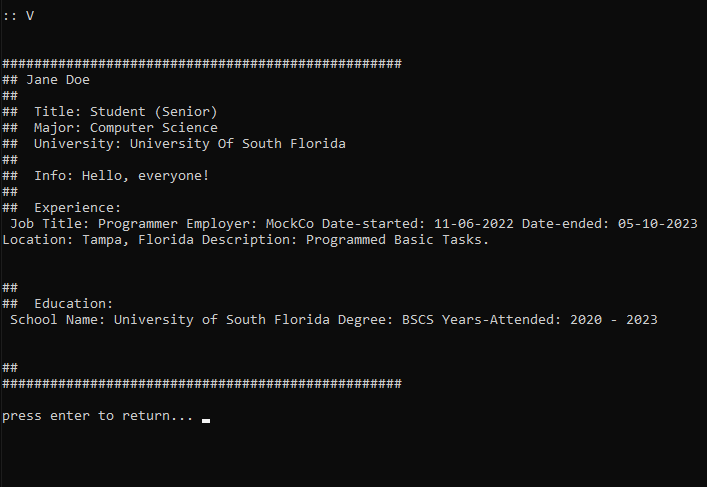 :: V
##################################################
## Jane Doe
##
##  Title: Student (Senior)
##  Major: Computer Science
##  University: University Of South Florida
##
##  Info: Hello, everyone!
##
##  Experience:
 Job Title: Programmer Employer: MockCo Date-started: 11-06-2022 Date-ended: 05-10-2023
Location: Tampa, Florida Description: Programmed Basic Tasks.
##
##  Education:
 School Name: University of South Florida Degree: BSCS Years-Attended: 2020 - 2023
##
##################################################
press enter to return...